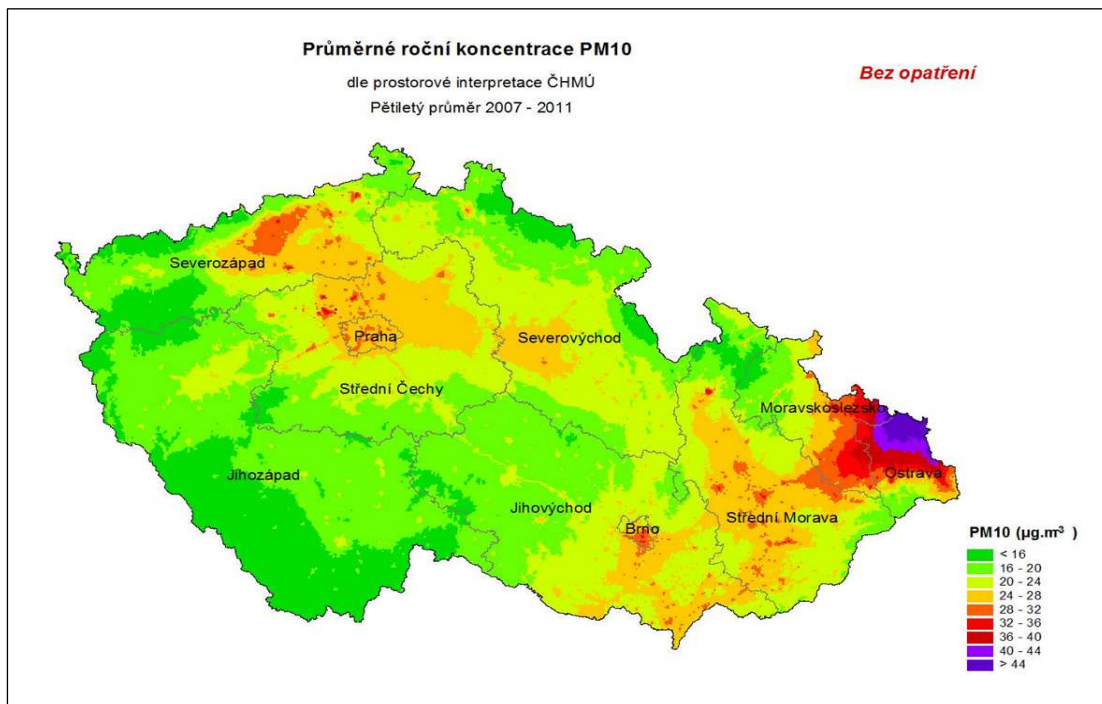 Průměrné roční koncentrace PM10
dle prostorové interpretace ČHMÚ
Pětiletý průměr 2007 - 2011
Bez opatření
Severozápad
Praha
Severovýchod
Střední Čechy
Moravskoslezsko
Jihozápad
Ostrava
Jihovýchod
Brno
Střední Morava
PM10 (µg.m³ )
< 16
16 - 20
20 - 24
24 - 28
28 - 32
32 - 36
36 - 40
40 - 44
> 44